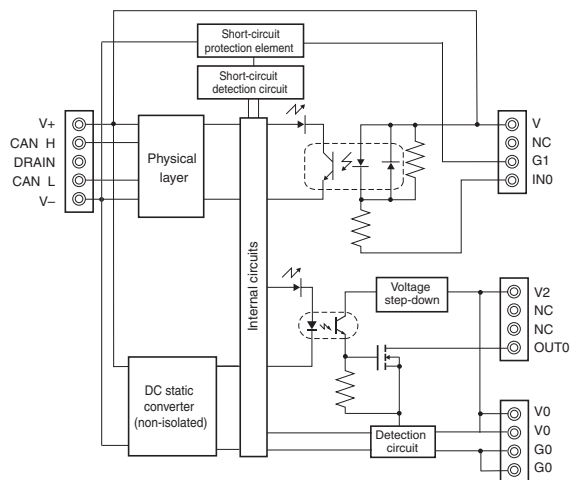 Short-circuit
protection element
Short-circuit
detection circuit
V+
CAN H
DRAIN
CAN L
V–
Physical
layer
V
NC
G1
IN0
Internal circuits
Voltage
step-down
V2
NC
NC
OUT0
DC static
converter
(non-isolated)
Detection
circuit
V0
V0
G0
G0